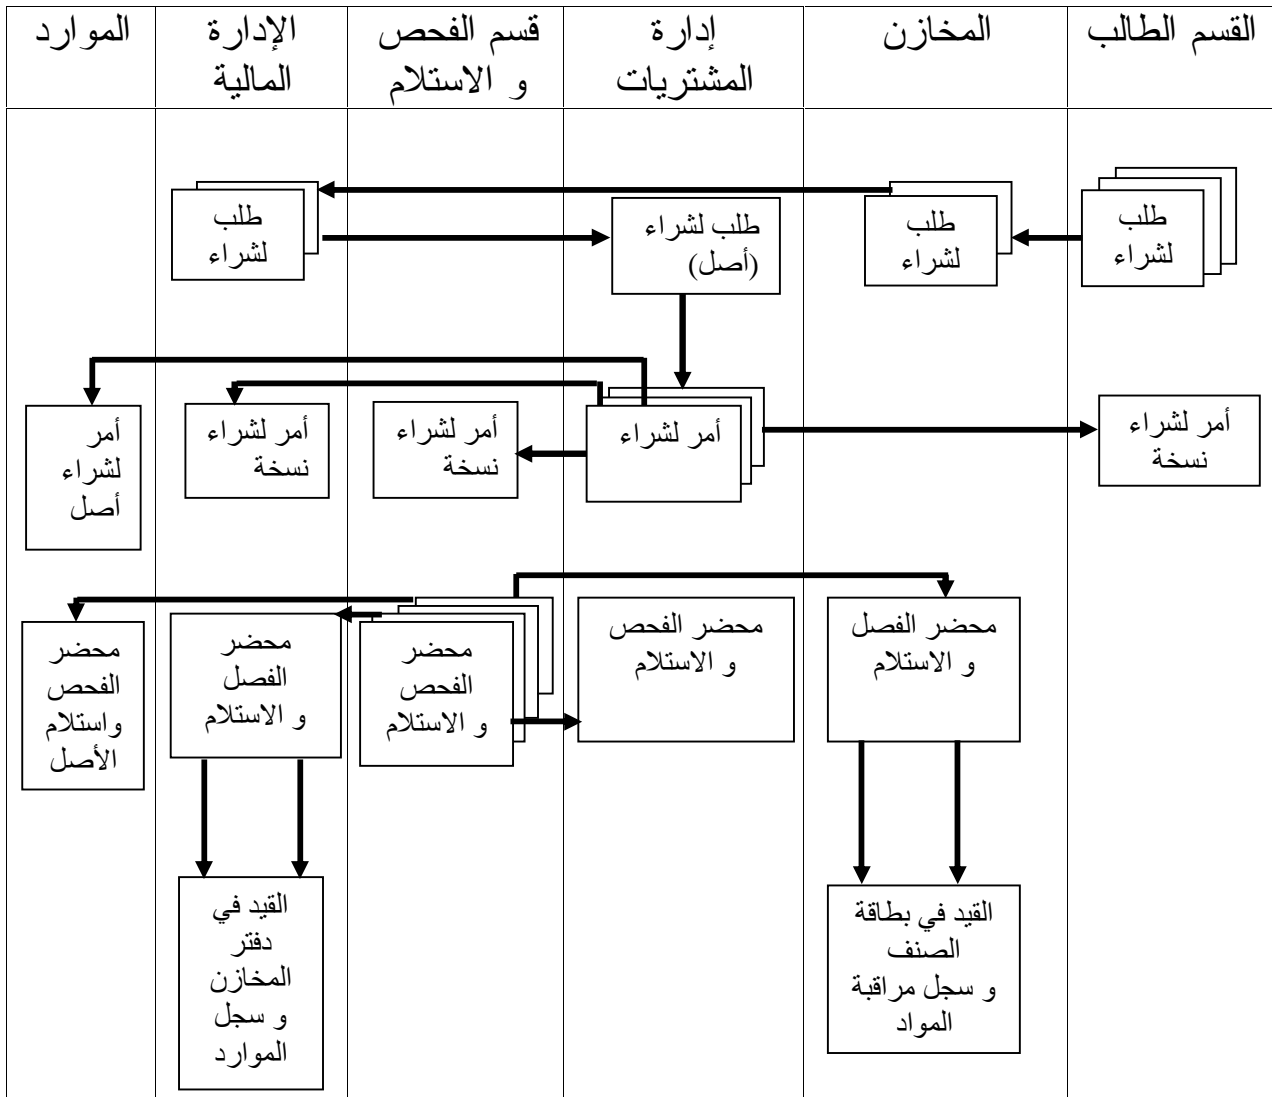 القسم الطالب
المخازن
إدارة
المشتريات
قسم الفحص
و الاستلام
الإدارة
المالية
الموارد
طلب
لشراء
طلب
لشراء
طلب لشراء
(أصل)
طلب
لشراء
أمر لشراء
نسخة
أمر لشراء
أمر لشراء
نسخة
أمر لشراء
نسخة
أمر
لشراء
أصل
محضر الفصل
و الاستلام
محضر الفحص
و الاستلام
محضر
الفحص
و الاستلام
محضر
الفصل
و الاستلام
محضر
الفحص
واستلام
الأصل
القيد في بطاقة
الصنف
و سجل مراقبة
المواد
القيد في
دفتر
المخازن
و سجل
الموارد